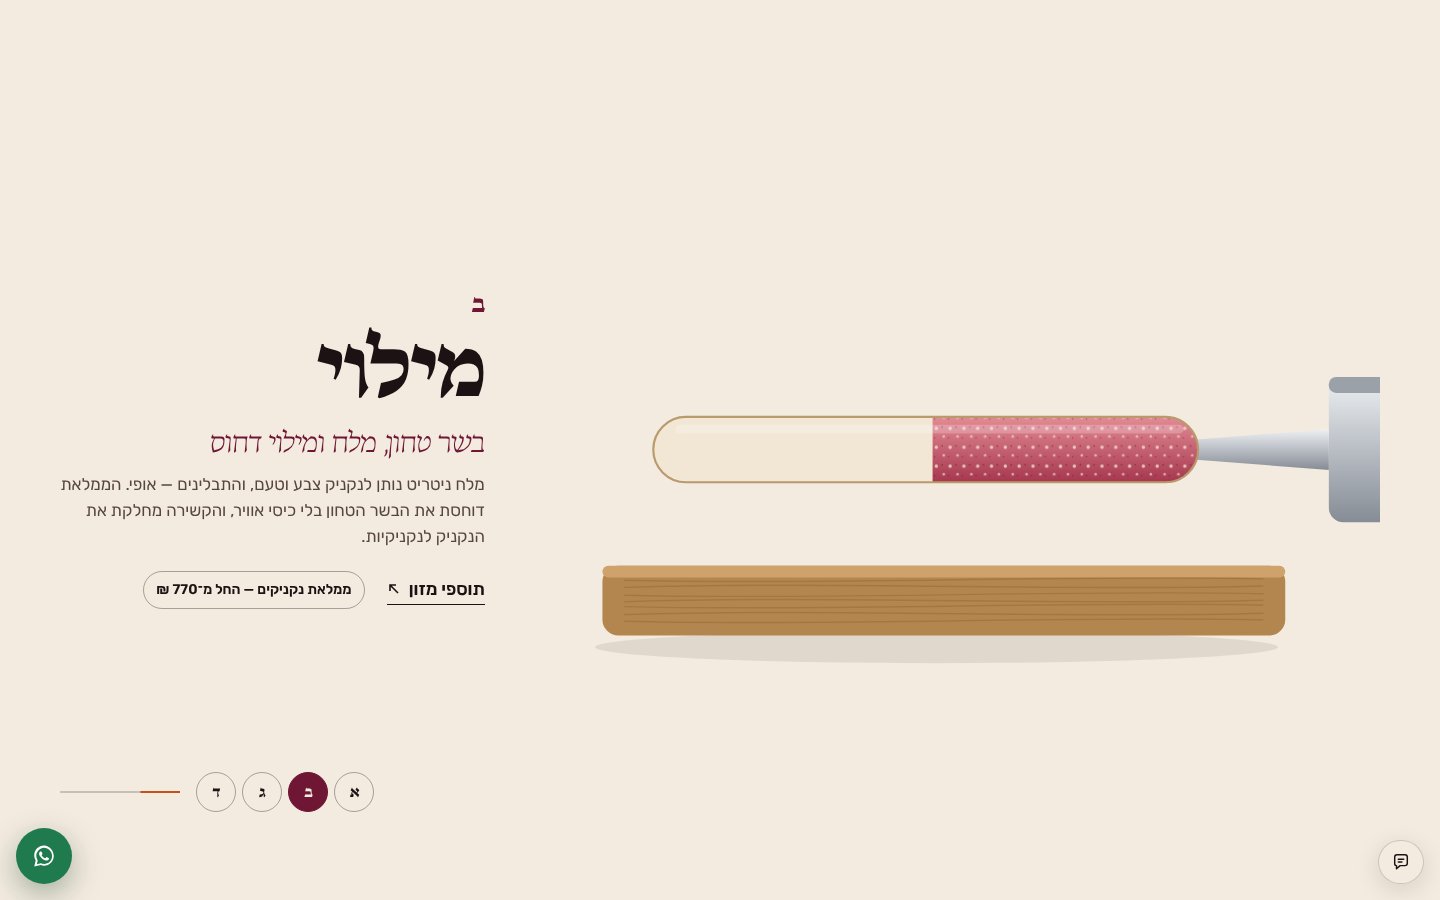 ב
מילוי
בשר טחון, מלח ומילוי דחוס
מלח ניטריט נותן לנקניק צבע וטעם, והתבלינים — אופי. הממלאת
דוחסת את הבשר הטחון בלי כיסי אוויר, והקשירה מחלקת את
הנקניק לנקניקיות.
תוספי מזון ↖
ממלאת נקניקים — החל מ־770 ₪
א
ב
ג
ד